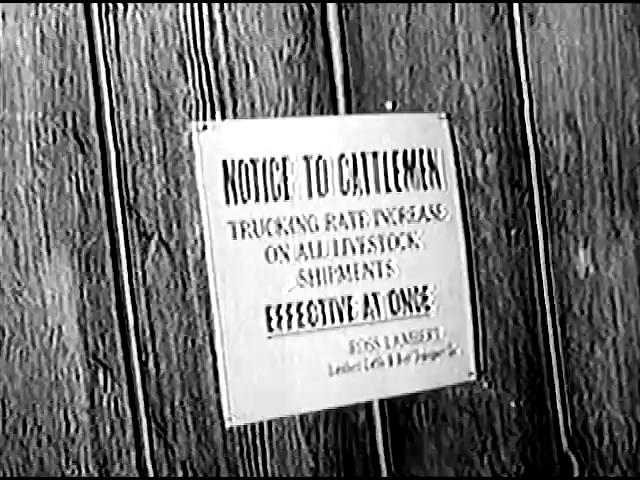 NOTICE TO CATTLEMEN
TRUCKING RATE INCREASE
ON ALL LIVESTOCK
SHIPMENTS
EFFECTIVE AT ONCE
ROSS LAMBERT